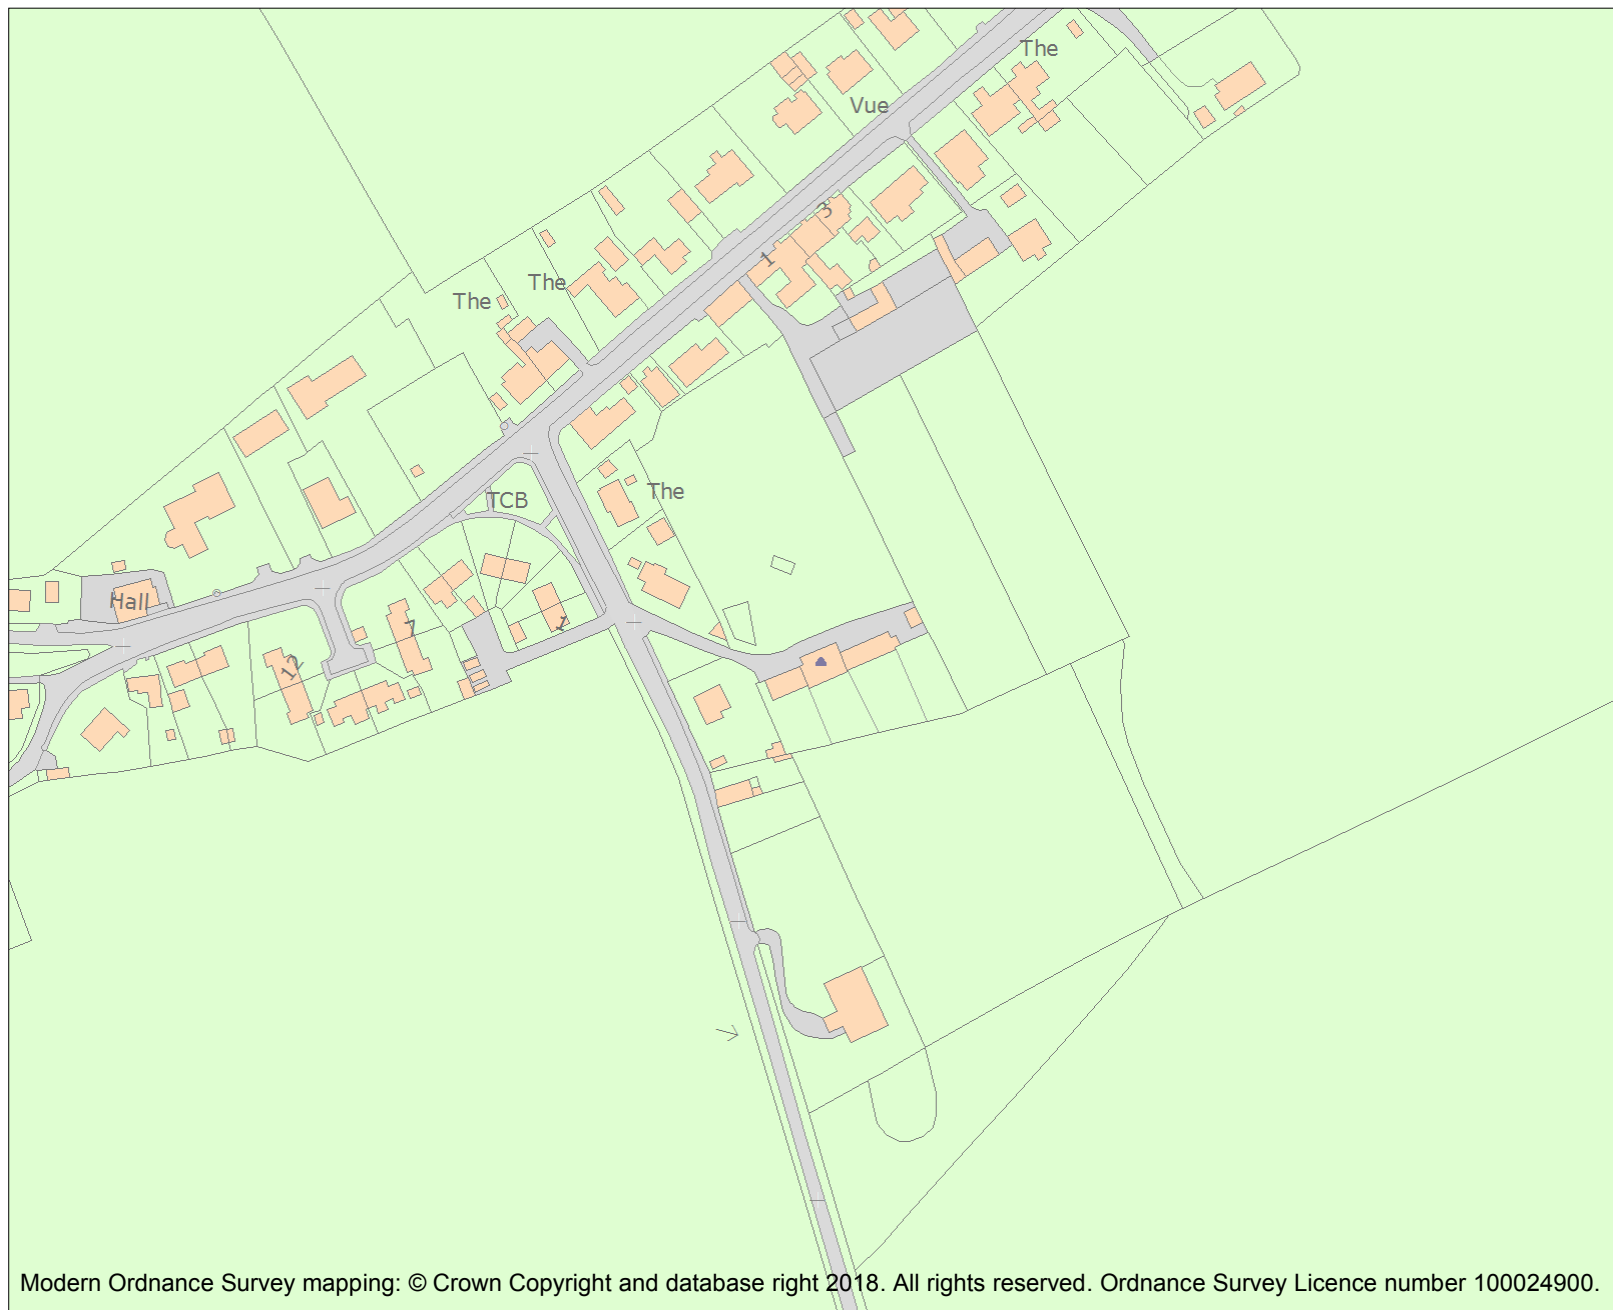 The
Vue
3
1
The
The
TCB
The
Hall
7
1
12
Modern Ordnance Survey mapping: © Crown Copyright and database right 2018. All rights reserved. Ordnance Survey Licence number 100024900.